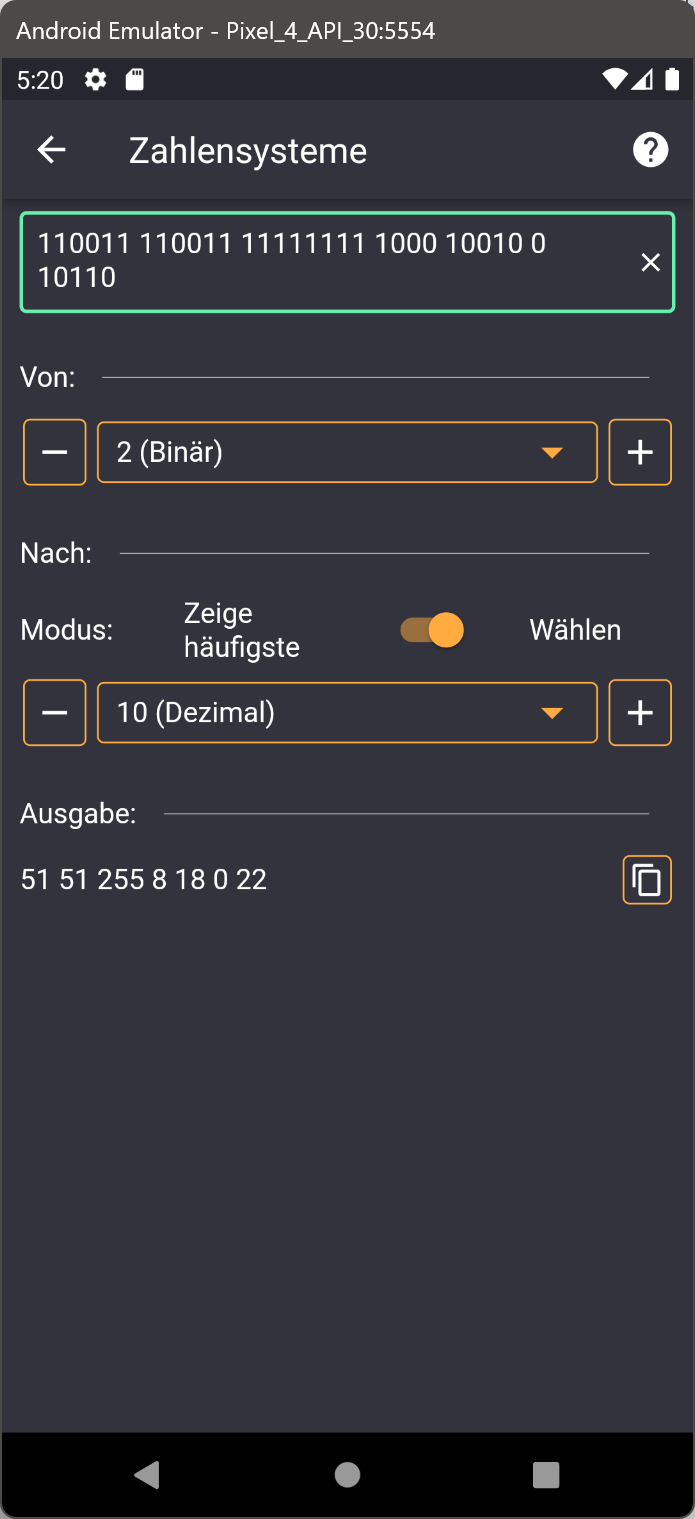 Android Emulator - Pixel_4_API_30:5554
5:20
Zahlensysteme
110011 110011 11111111 1000 10010 0
10110
Von:
2 (Binär)
Nach:
Modus:
Zeige
häufigste
Wählen
10 (Dezimal)
Ausgabe:
51 51 255 8 18 0 22